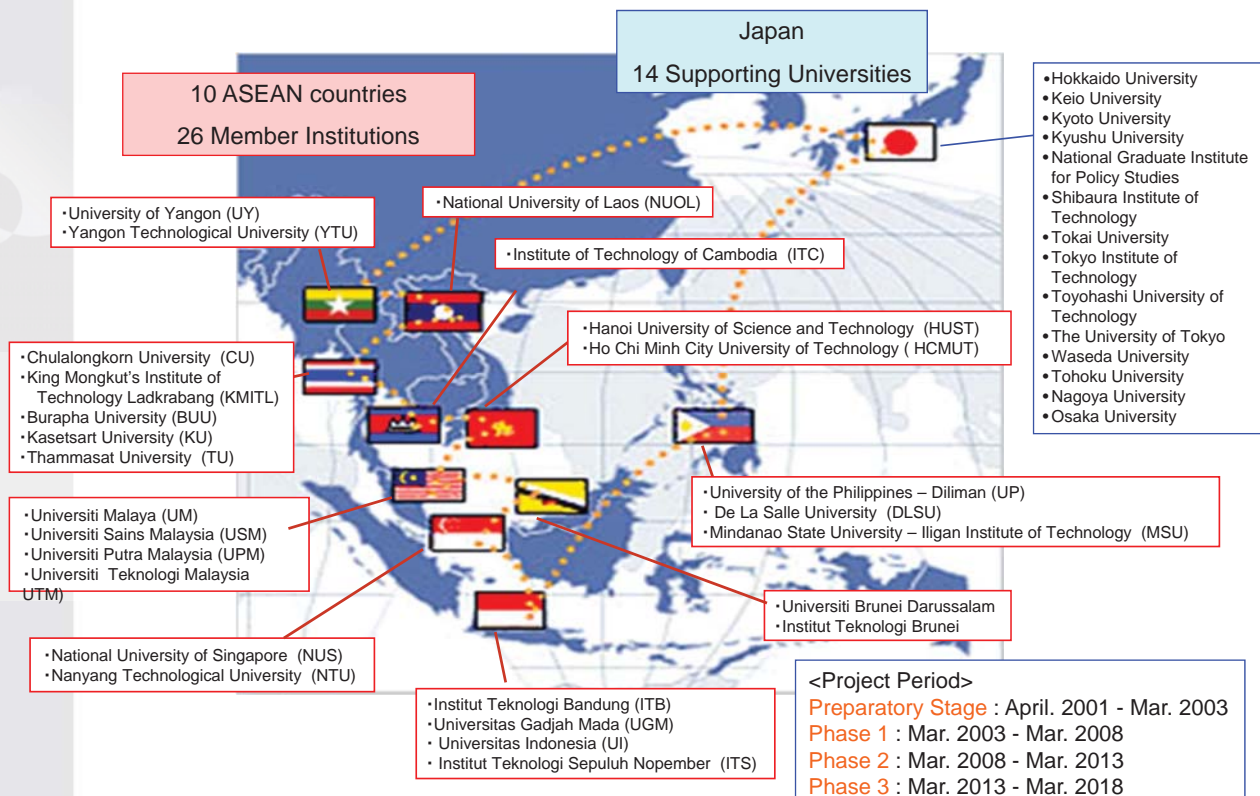 Japan
14 Supporting Universities
10 ASEAN countries
26 Member Institutions
•Hokkaido University
•Keio University
•Kyoto University
•Kyushu University
•National Graduate Institute
for Policy Studies
•Shibaura Institute of
Technology
•Tokai University
•Tokyo Institute of
Technology
•Toyohashi University of
Technology
•The University of Tokyo
•Waseda University
•Tohoku University
•Nagoya University
•Osaka University
・University of Yangon (UY)
・Yangon Technological University (YTU)
・National University of Laos (NUOL)
・Institute of Technology of Cambodia (ITC)
・Hanoi University of Science and Technology (HUST)
・Ho Chi Minh City University of Technology ( HCMUT)
・Chulalongkorn University (CU)
・King Mongkut's Institute of
Technology Ladkrabang (KMITL)
・Burapha University (BUU)
・Kasetsart University (KU)
・Thammasat University (TU)
・Universiti Malaya (UM)
・Universiti Sains Malaysia (USM)
・Universiti Putra Malaysia (UPM)
・Universiti Teknologi Malaysia
UTM)
・University of the Philippines – Diliman (UP)
・ De La Salle University (DLSU)
・Mindanao State University – Iligan Institute of Technology (MSU)
・Universiti Brunei Darussalam
・Institut Teknologi Brunei
・National University of Singapore (NUS)
・Nanyang Technological University (NTU)
・Institut Teknologi Bandung (ITB)
・Universitas Gadjah Mada (UGM)
・ Universitas Indonesia (UI)
・ Institut Teknologi Sepuluh Nopember (ITS)
<Project Period>
Preparatory Stage : April. 2001 - Mar. 2003
Phase 1 : Mar. 2003 - Mar. 2008
Phase 2 : Mar. 2008 - Mar. 2013
Phase 3 : Mar. 2013 - Mar. 2018